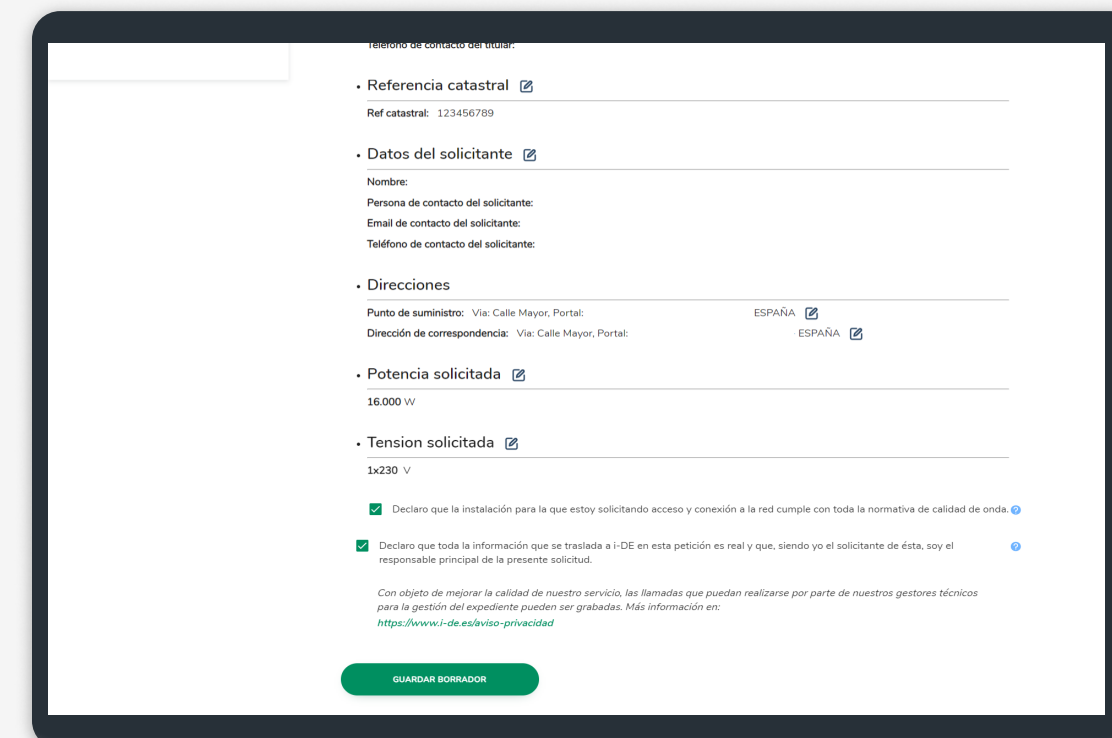 Teléfono de contacto del titular:
Referencia catastral
Ref catastral: 123456789
Datos del solicitante
Nombre:
Persona de contacto del solicitante:
Email de contacto del solicitante:
Teléfono de contacto del solicitante:
Direcciones
Punto de suministro: Via: Calle Mayor, Portal: ESPAÑA
Dirección de correspondencia: Via: Calle Mayor, Portal: ESPAÑA
Potencia solicitada
16.000 W
Tension solicitada
1x230 V
Declaro que la instalación para la que estoy solicitando acceso y conexión a la red cumple con toda la normativa de calidad de onda.
Declaro que toda la información que se traslada a i-DE en esta petición es real y que, siendo yo el solicitante de ésta, soy el
responsable principal de la presente solicitud.
Con objeto de mejorar la calidad de nuestro servicio, las llamadas que puedan realizarse por parte de nuestros gestores técnicos
para la gestión del expediente pueden ser grabadas. Más información en:
https://www.i-de.es/aviso-privacidad
GUARDAR BORRADOR